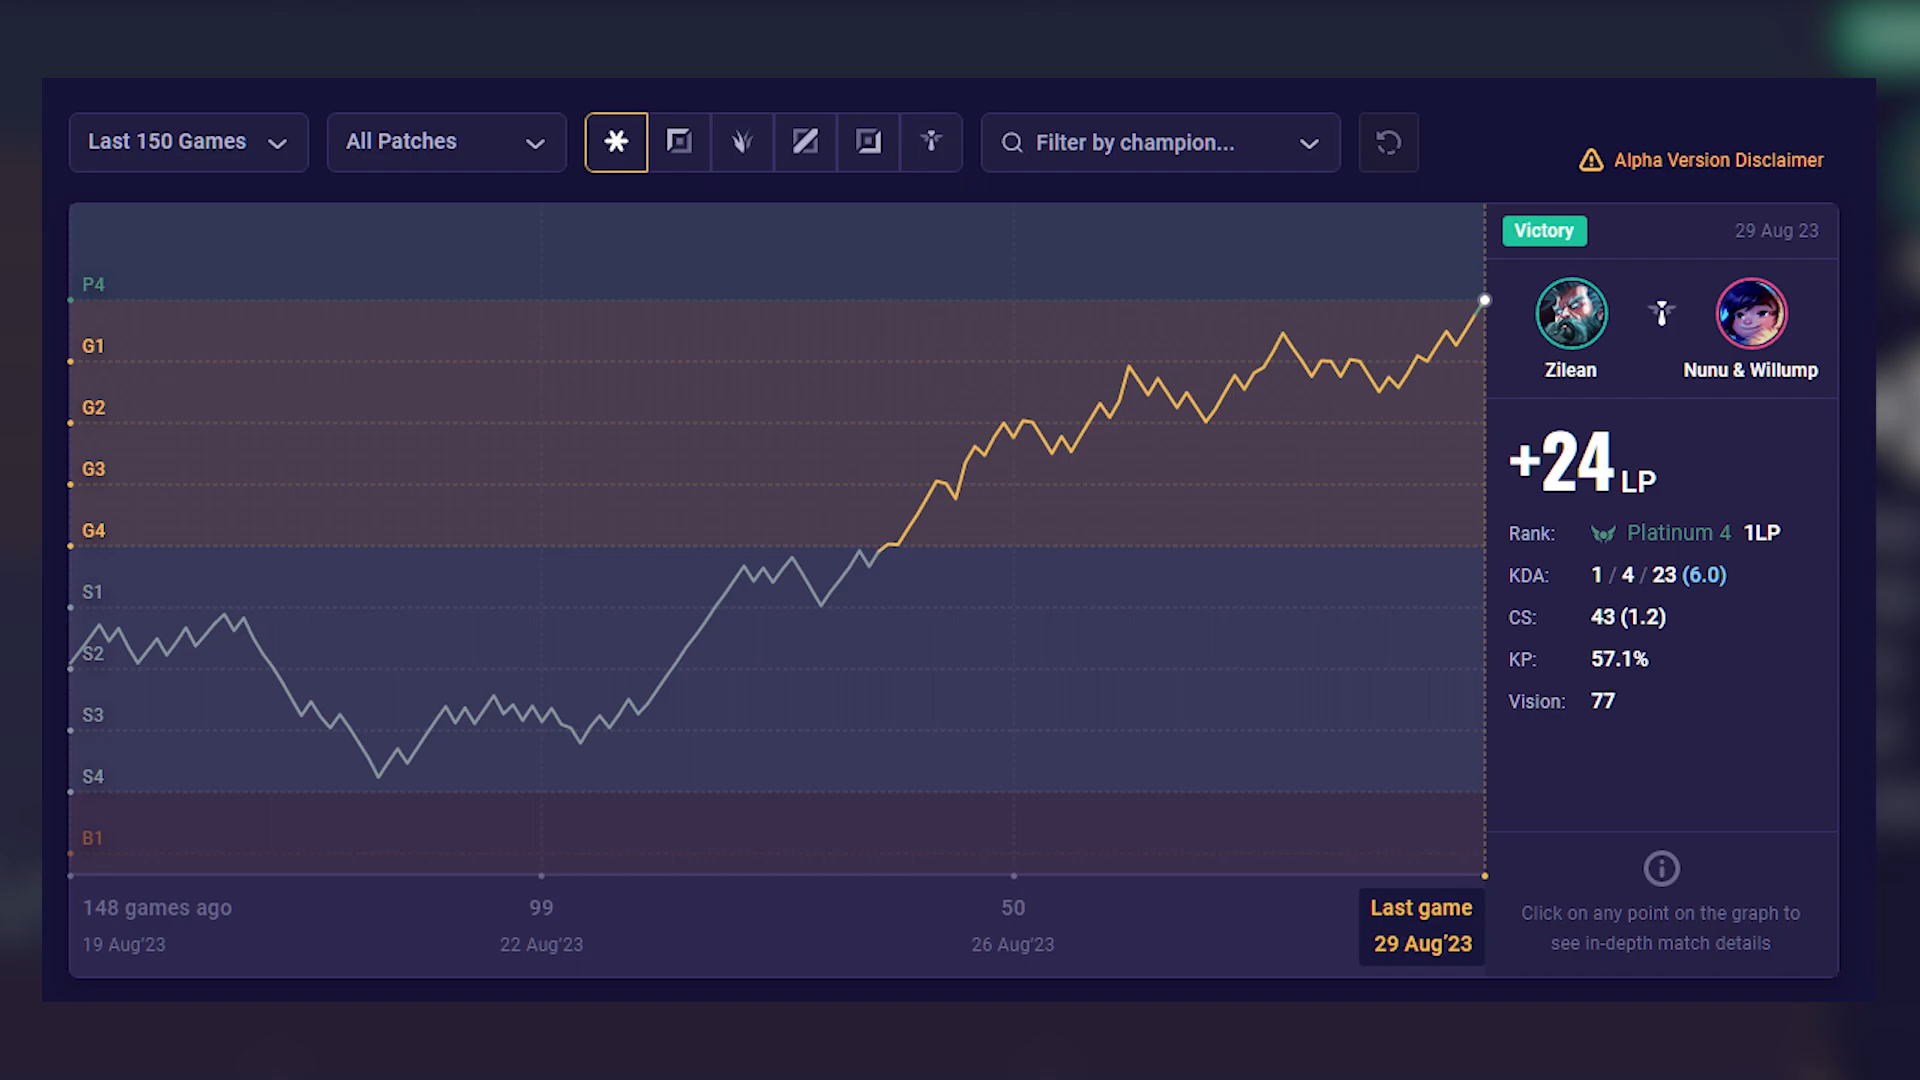 Last 150 Games
All Patches
Filter by champion...
Alpha Version Disclaimer
P4
G1
G2
G3
G4
S1
S2
S3
S4
B1
148 games ago
19 Aug'23
99
22 Aug'23
50
26 Aug'23
Last game
29 Aug'23
Victory
29 Aug 23
Zilean
Nunu & Willump
+24 LP
Rank: Platinum 4 1LP
KDA: 1 / 4 / 23 (6.0)
CS: 43 (1.2)
KP: 57.1%
Vision: 77
Click on any point on the graph to
see in-depth match details